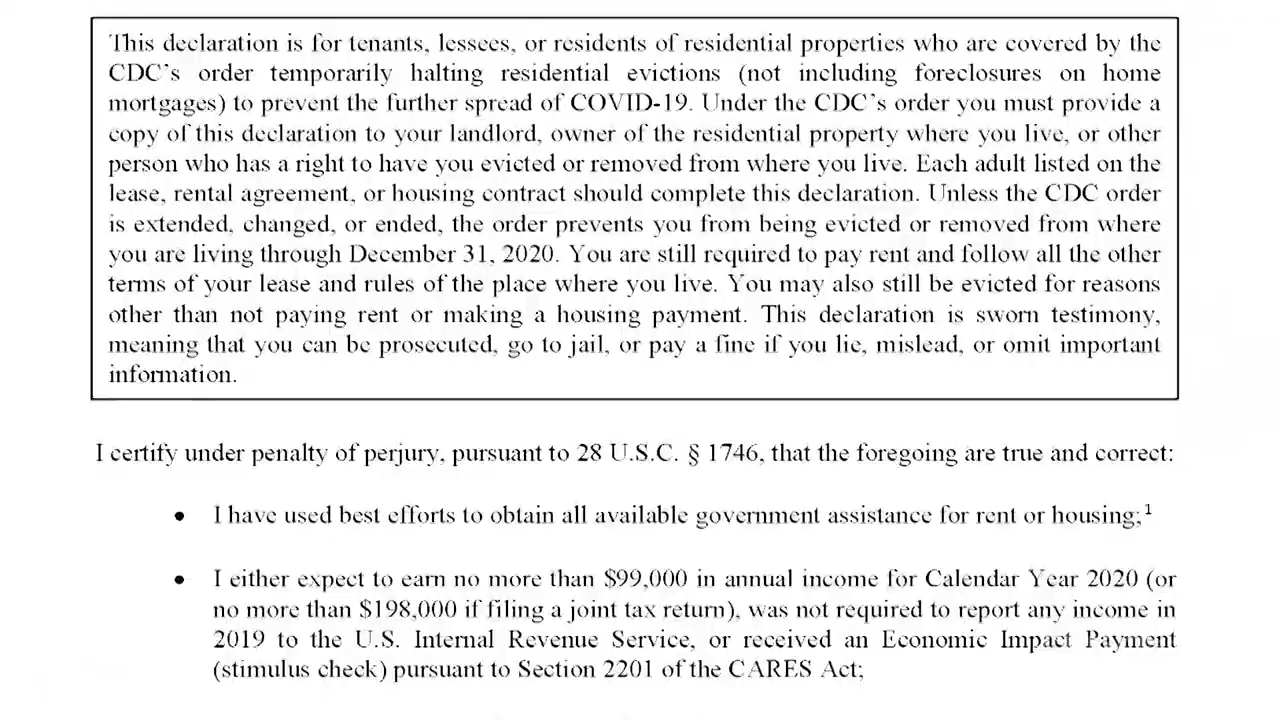 This declaration is for tenants, lessees, or residents of residential properties who are covered by the
CDC's order temporarily halting residential evictions (not including foreclosures on home
mortgages) to prevent the further spread of COVID-19. Under the CDC's order you must provide a
copy of this declaration to your landlord, owner of the residential property where you live, or other
person who has a right to have you evicted or removed from where you live. Each adult listed on the
lease, rental agreement, or housing contract should complete this declaration. Unless the CDC order
is extended, changed, or ended, the order prevents you from being evicted or removed from where
you are living through December 31, 2020. You are still required to pay rent and follow all the other
terms of your lease and rules of the place where you live. You may also still be evicted for reasons
other than not paying rent or making a housing payment. This declaration is sworn testimony,
meaning that you can be prosecuted, go to jail, or pay a fine if you lie, mislead, or omit important
information.
I certify under penalty of perjury, pursuant to 28 U.S.C. § 1746, that the foregoing are true and correct:
• I have used best efforts to obtain all available government assistance for rent or housing;¹
• I either expect to earn no more than $99,000 in annual income for Calendar Year 2020 (or
no more than $198,000 if filing a joint tax return), was not required to report any income in
2019 to the U.S. Internal Revenue Service, or received an Economic Impact Payment
(stimulus check) pursuant to Section 2201 of the CARES Act;